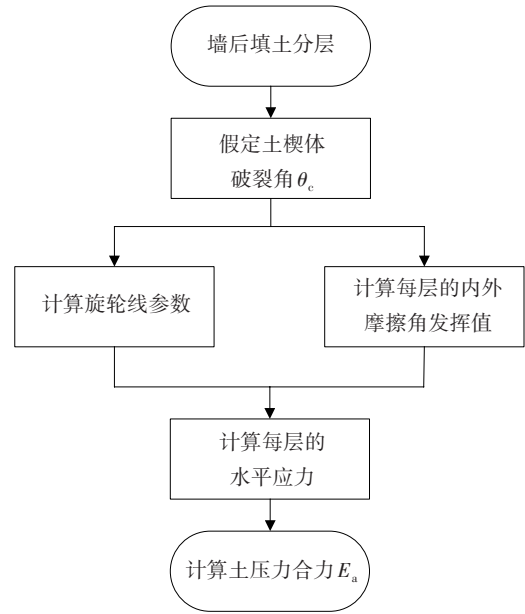 墙后填土分层
假定土楔体
破裂角θc
计算旋轮线参数
计算每层的内外
摩擦角发挥值
计算每层的
水平应力
计算土压力合力Ea